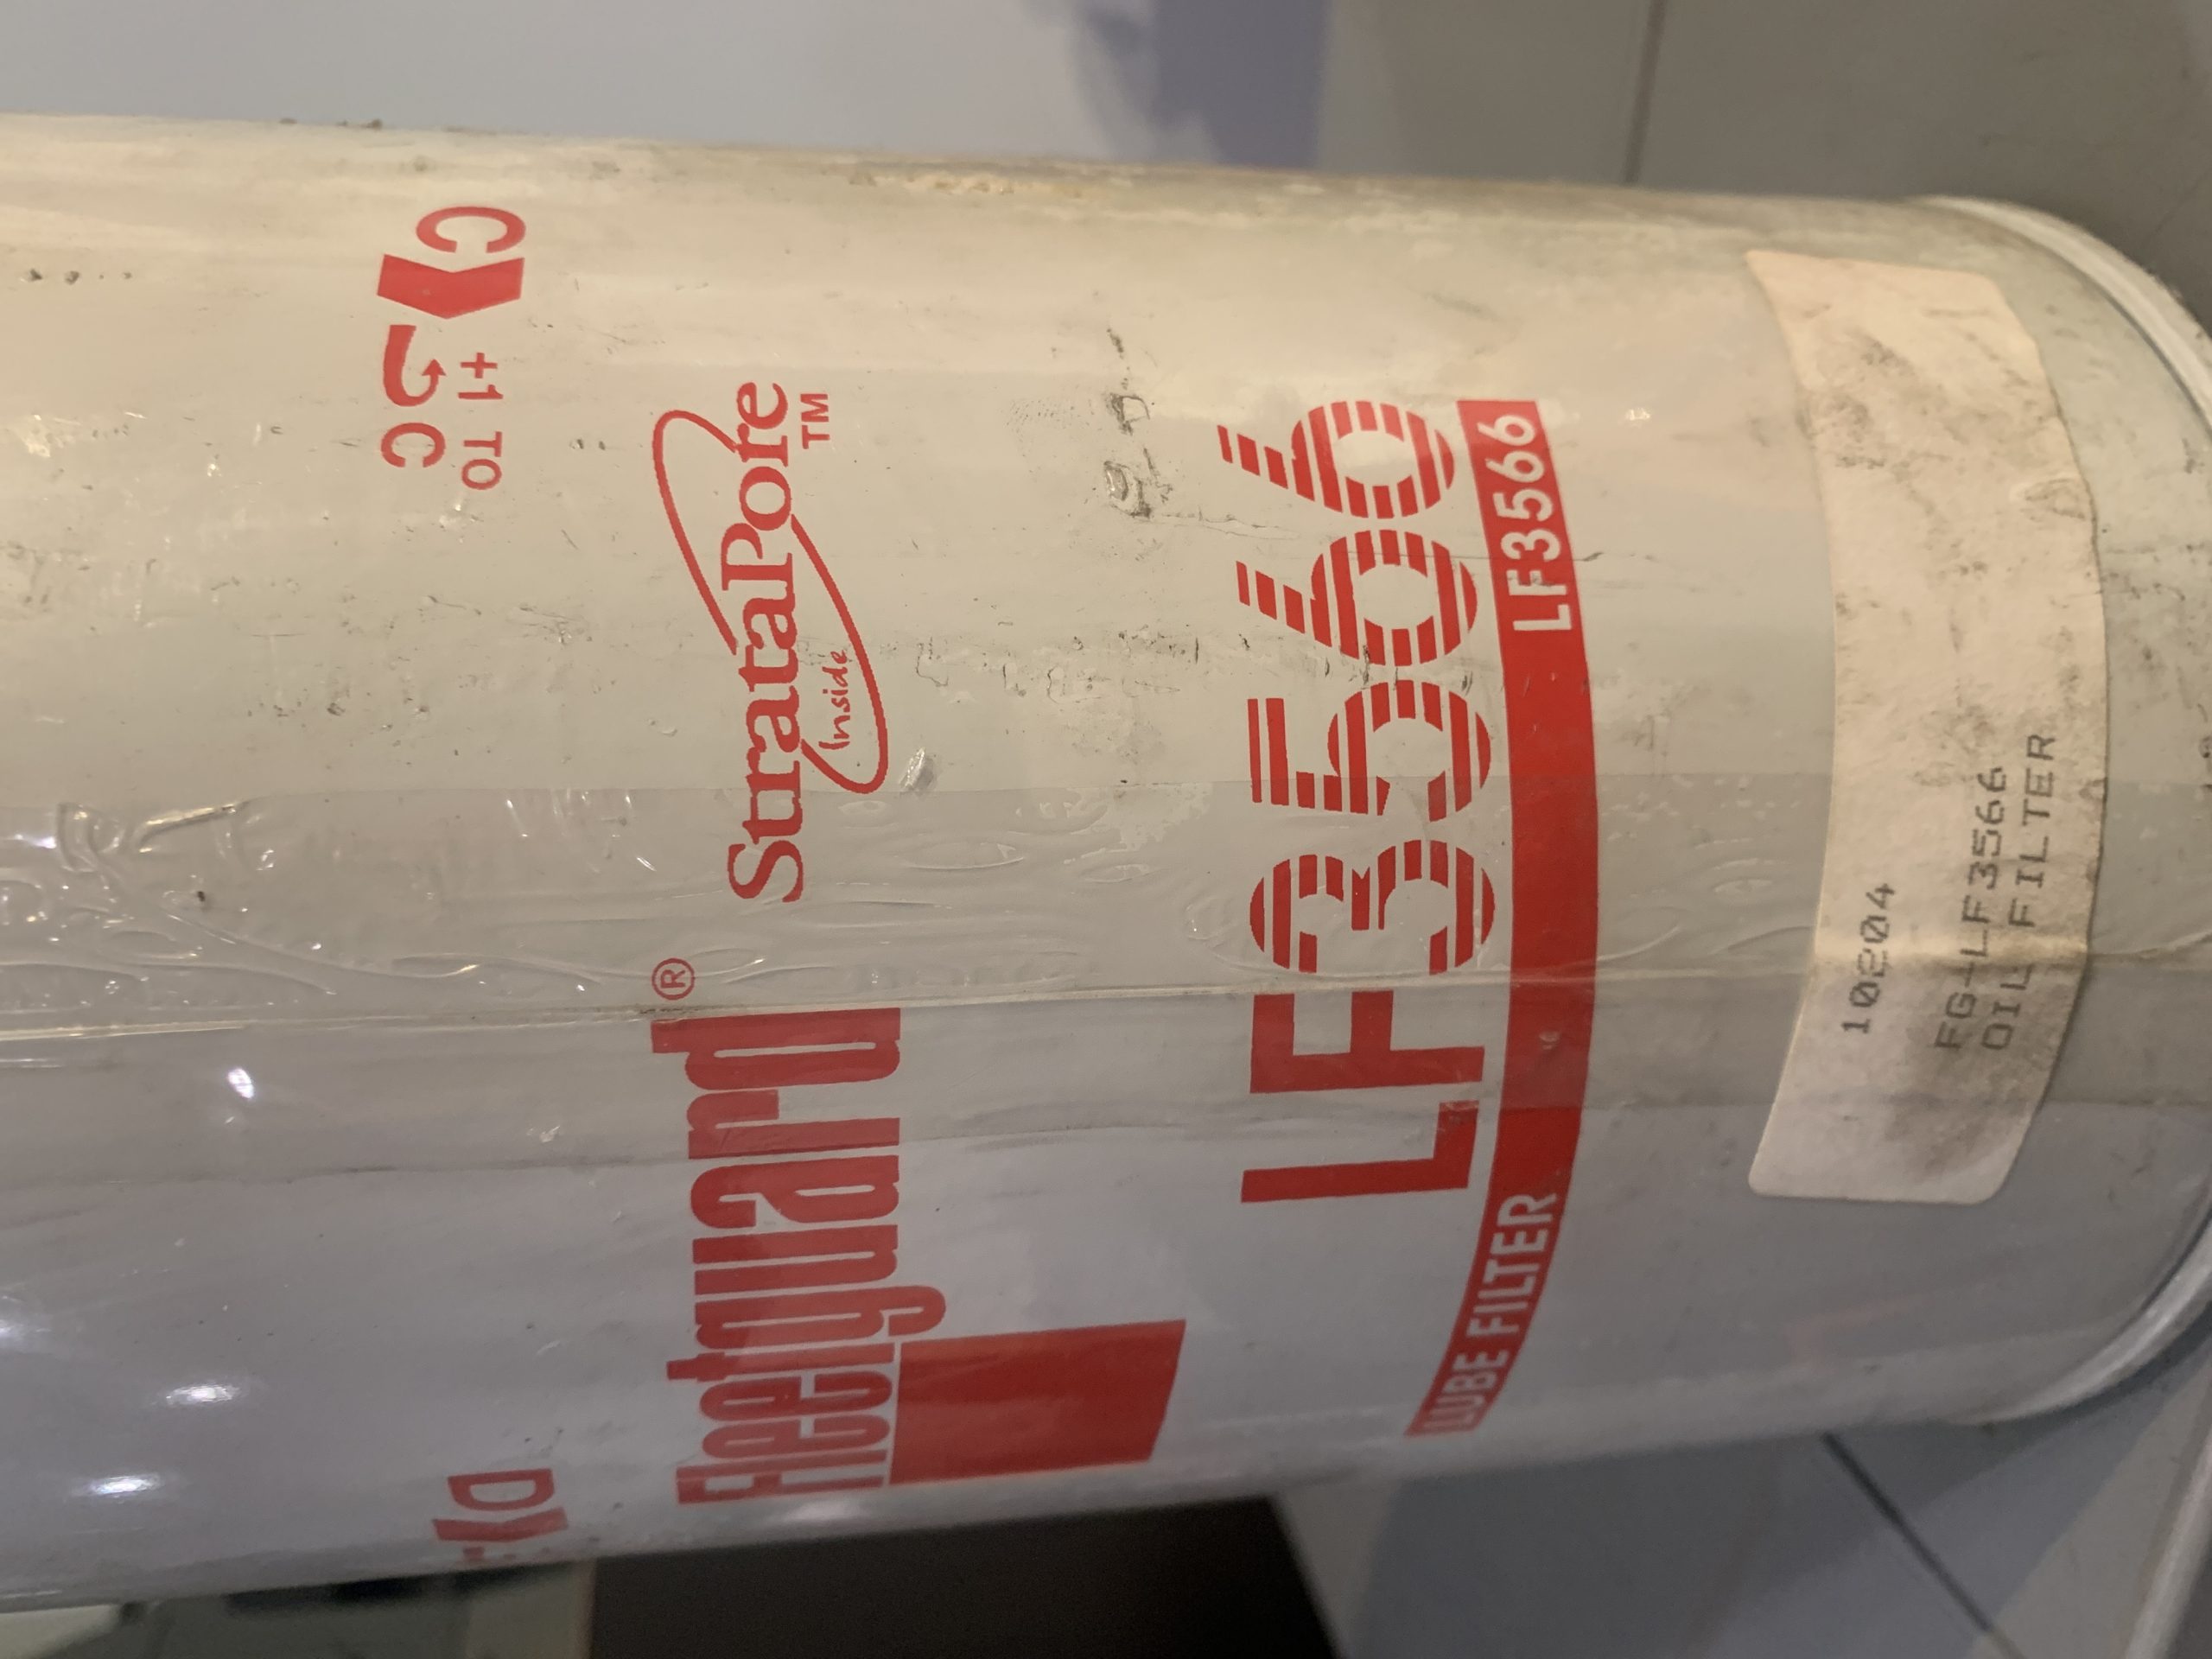 C
C
+1 TO
D
Fleetguard®
StrataPore™
Inside
LF3566
LUBE FILTER LF3566
10204
FG-LF3566
OIL FILTER